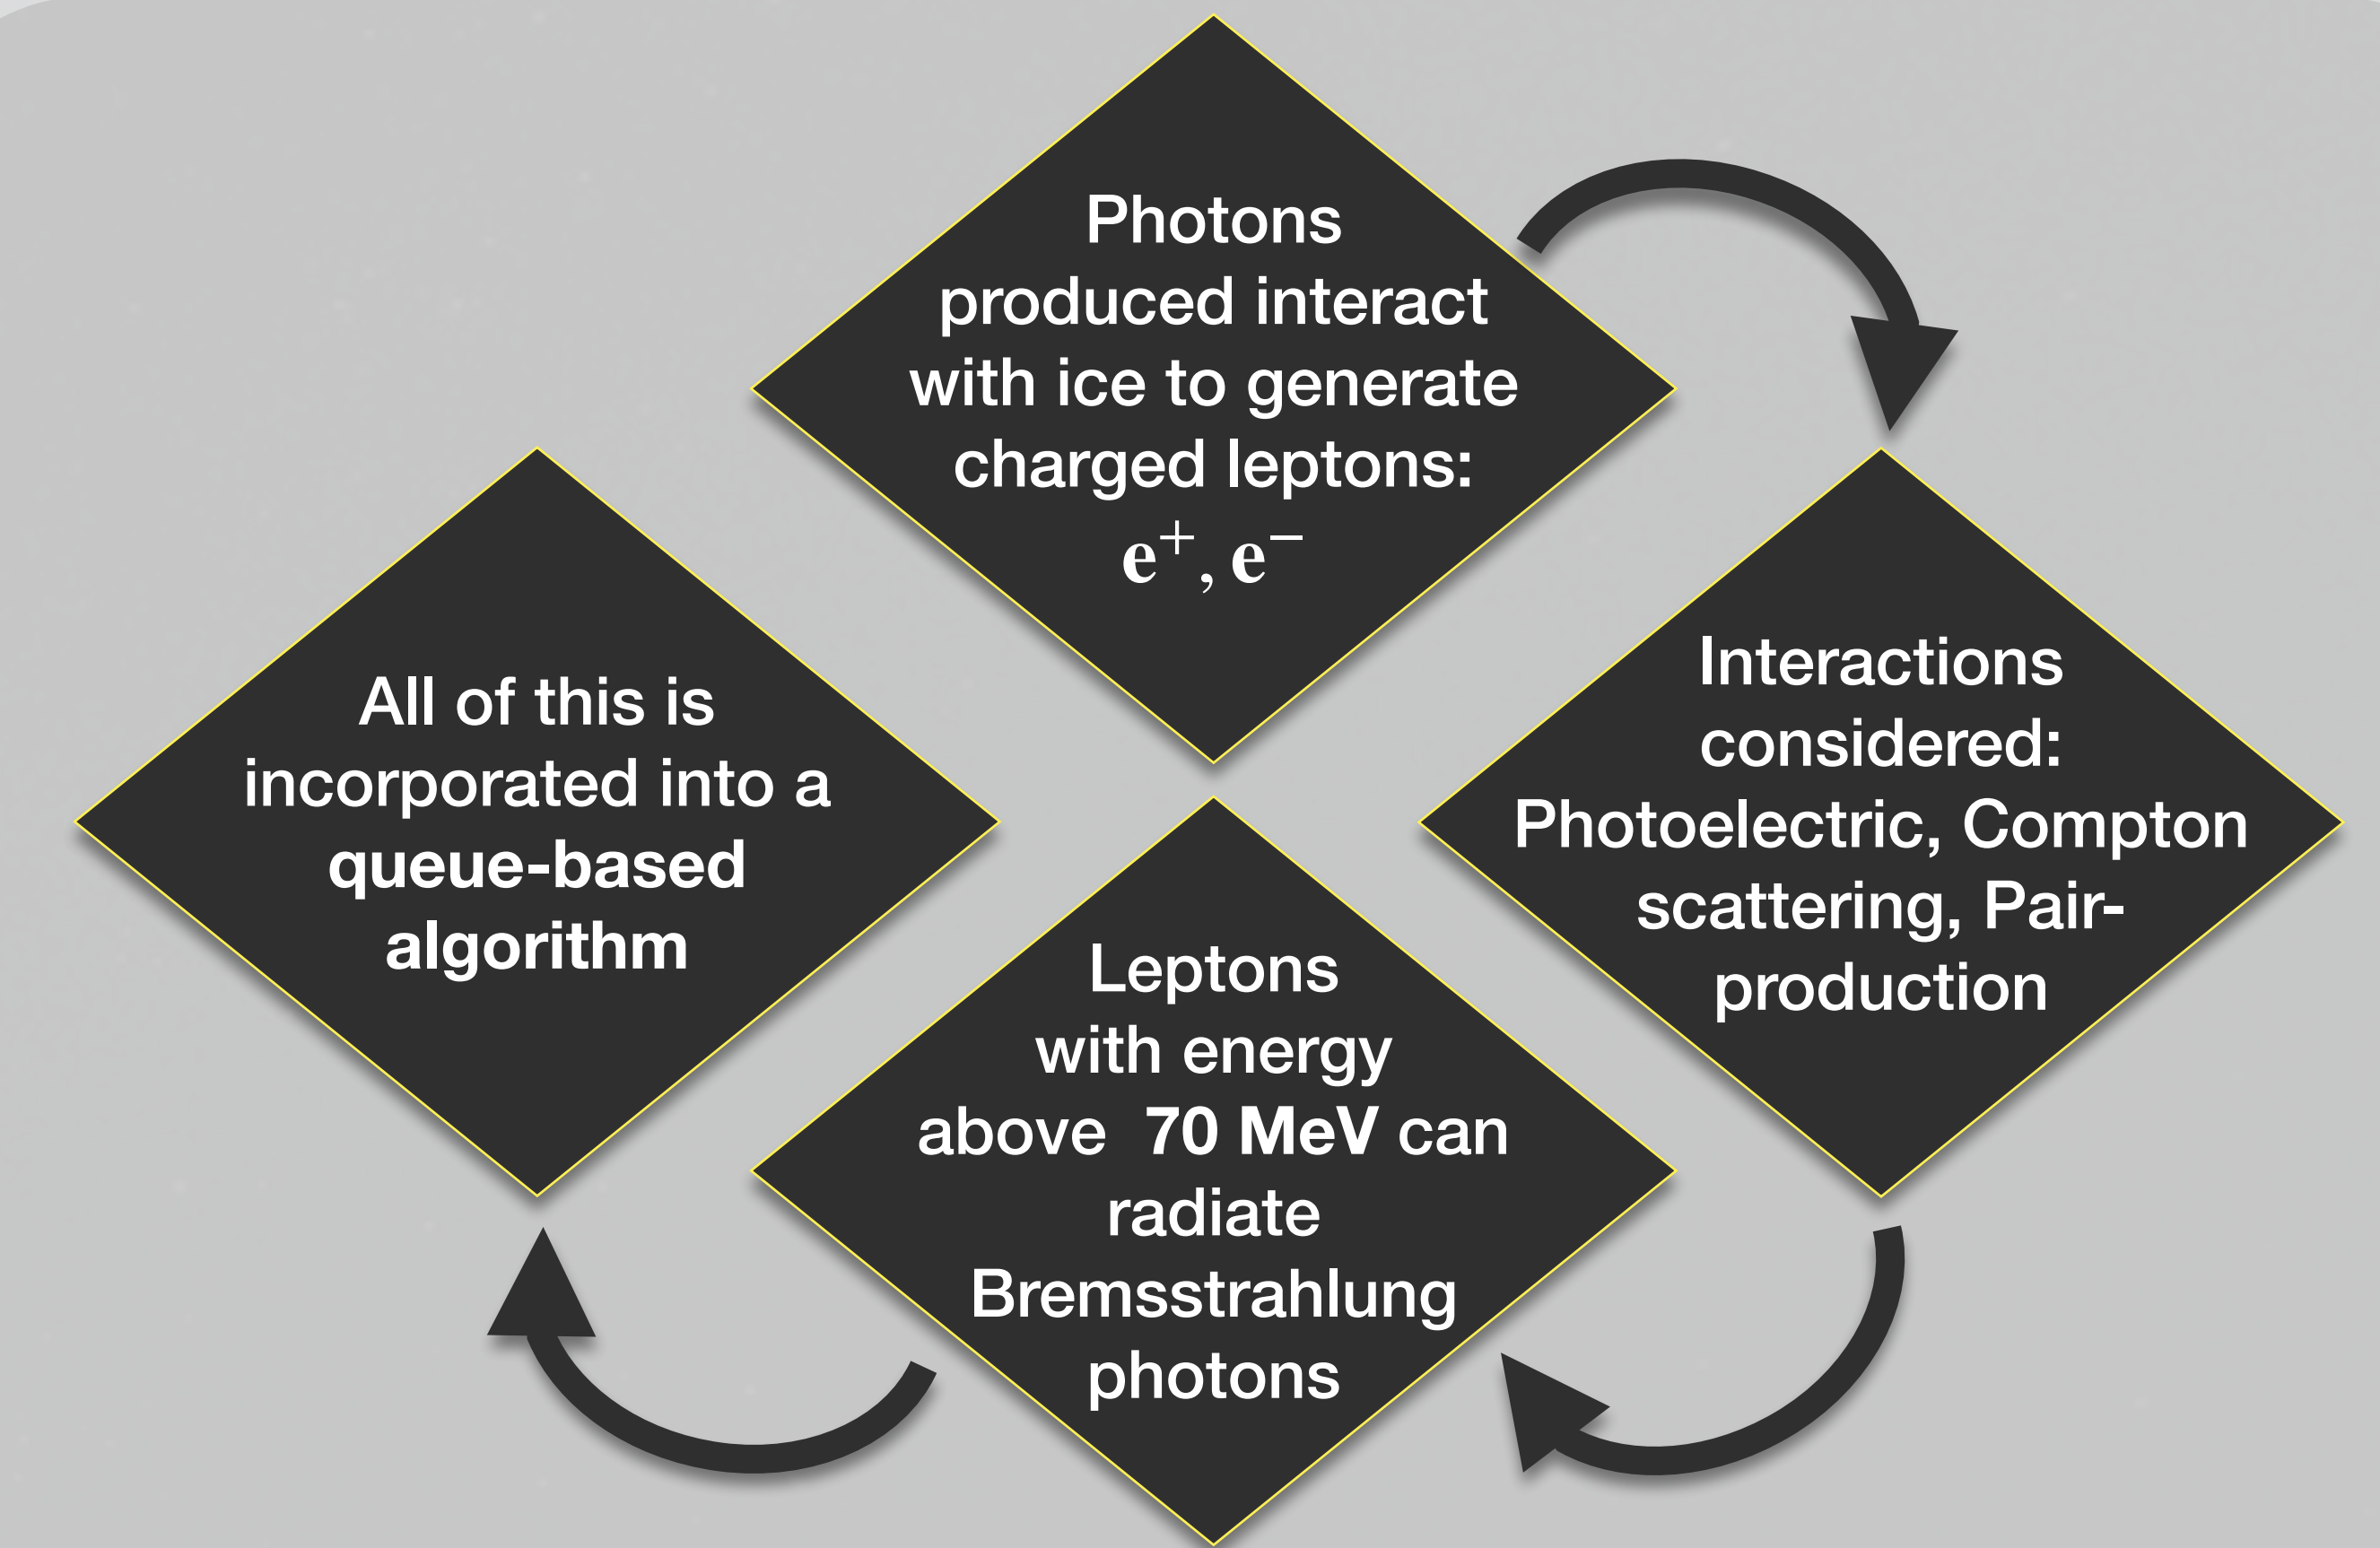 Photons
produced interact
with ice to generate
charged leptons:
e⁺, e⁻
Interactions
considered:
Photoelectric, Compton
scattering, Pair-
production
Leptons
with energy
above 70 MeV can
radiate
Bremsstrahlung
photons
All of this is
incorporated into a
queue-based
algorithm